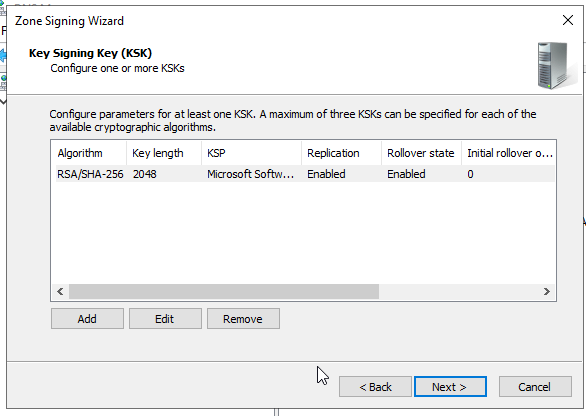 Zone Signing Wizard
Key Signing Key (KSK)
Configure one or more KSKs
Configure parameters for at least one KSK. A maximum of three KSKs can be specified for each of the
available cryptographic algorithms.
Algorithm Key length KSP Replication Rollover state Initial rollover o...
RSA/SHA-256 2048 Microsoft Softw... Enabled Enabled 0
Add Edit Remove
< Back Next > Cancel